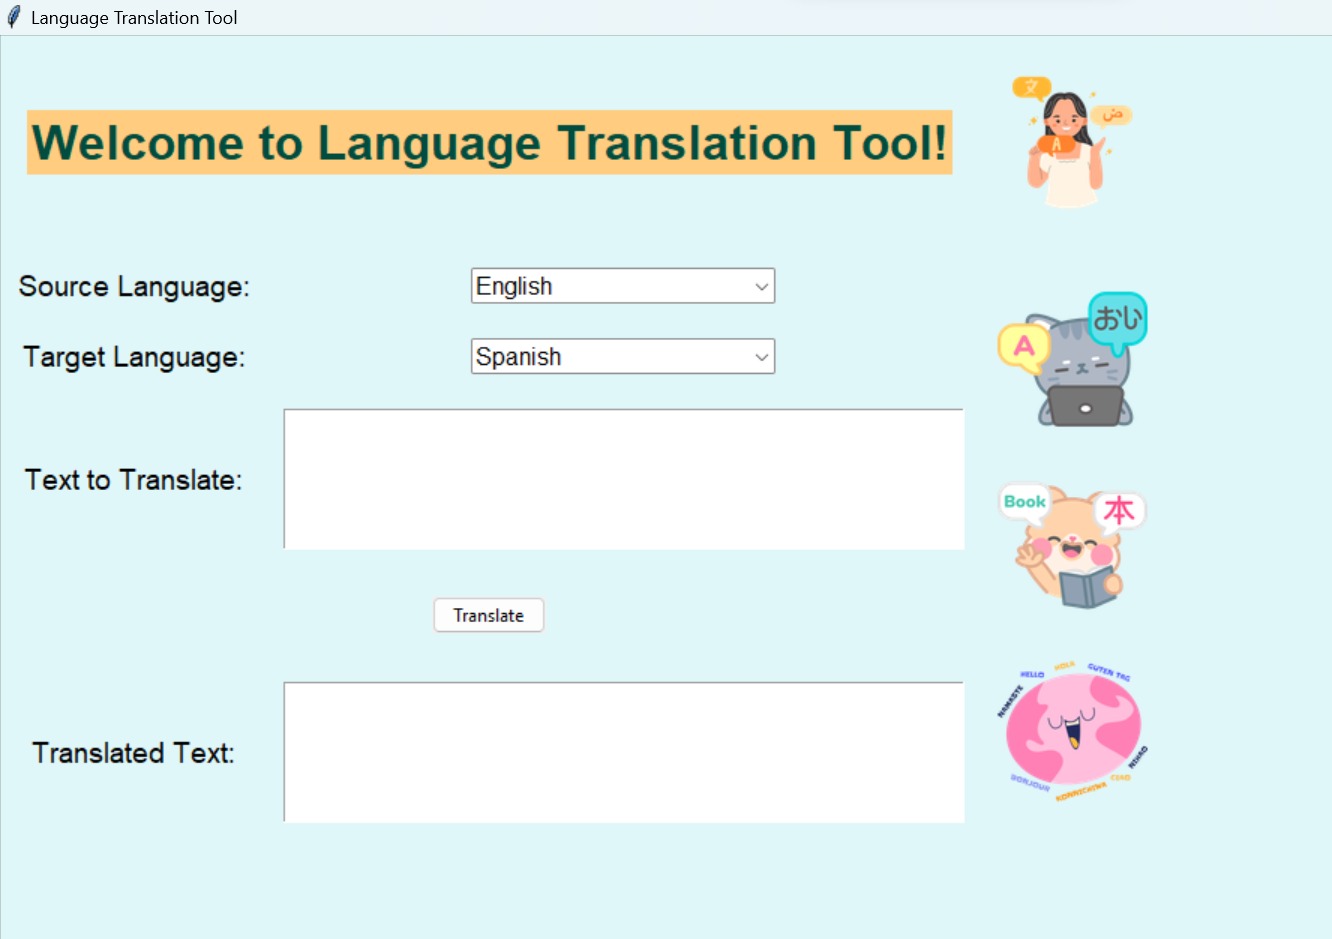 Language Translation Tool
Welcome to Language Translation Tool!
文
ض
A
Source Language:
English
Target Language:
Spanish
A
おい
Text to Translate:
Book
本
Translate
HELLO
HOLA
GUTEN TAG
NAMASTE
NIHAO
Translated Text:
BONJOUR
KONNICHIWA
CIAO